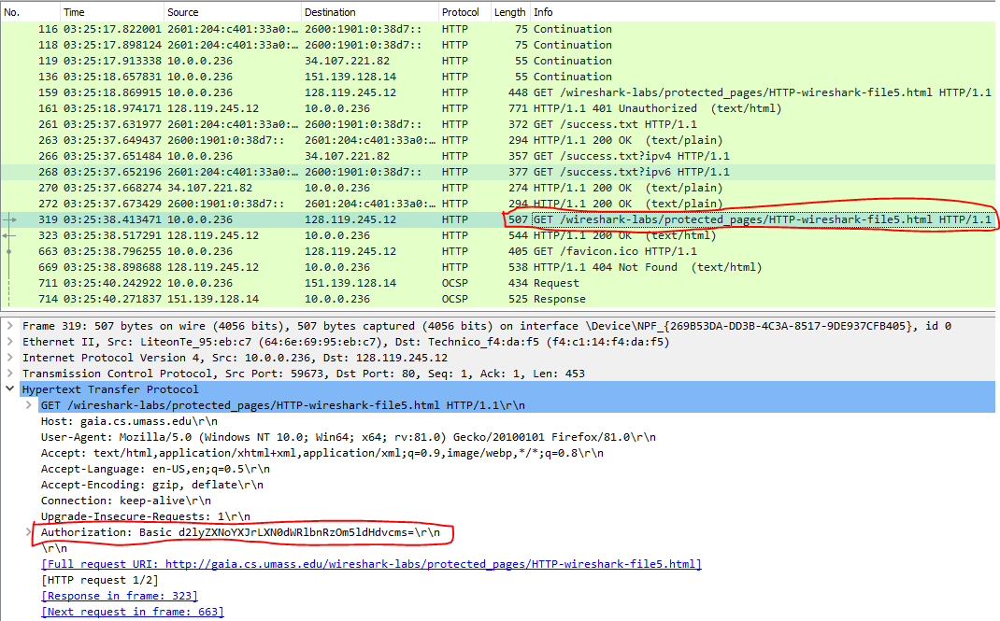 No. Time Source Destination Protocol Length Info
116 03:25:17.822001 2601:204:c401:33a0:… 2600:1901:0:38d7:: HTTP 75 Continuation
118 03:25:17.898124 2601:204:c401:33a0:… 2600:1901:0:38d7:: HTTP 75 Continuation
119 03:25:17.913338 10.0.0.236 34.107.221.82 HTTP 55 Continuation
136 03:25:18.657831 10.0.0.236 151.139.128.14 HTTP 55 Continuation
159 03:25:18.869915 10.0.0.236 128.119.245.12 HTTP 448 GET /wireshark-labs/protected_pages/HTTP-wireshark-file5.html HTTP/1.1
161 03:25:18.974171 128.119.245.12 10.0.0.236 HTTP 771 HTTP/1.1 401 Unauthorized (text/html)
261 03:25:37.631977 2601:204:c401:33a0:… 2600:1901:0:38d7:: HTTP 372 GET /success.txt HTTP/1.1
263 03:25:37.649437 2600:1901:0:38d7:: 2601:204:c401:33a0:… HTTP 294 HTTP/1.1 200 OK (text/plain)
266 03:25:37.651484 10.0.0.236 34.107.221.82 HTTP 357 GET /success.txt?ipv4 HTTP/1.1
268 03:25:37.652196 2601:204:c401:33a0:… 2600:1901:0:38d7:: HTTP 377 GET /success.txt?ipv6 HTTP/1.1
270 03:25:37.668274 34.107.221.82 10.0.0.236 HTTP 274 HTTP/1.1 200 OK (text/plain)
272 03:25:37.673429 2600:1901:0:38d7:: 2601:204:c401:33a0:… HTTP 294 HTTP/1.1 200 OK (text/plain)
319 03:25:38.413471 10.0.0.236 128.119.245.12 HTTP 507 GET /wireshark-labs/protected_pages/HTTP-wireshark-file5.html HTTP/1.1
323 03:25:38.517291 128.119.245.12 10.0.0.236 HTTP 544 HTTP/1.1 200 OK (text/html)
663 03:25:38.796255 10.0.0.236 128.119.245.12 HTTP 405 GET /favicon.ico HTTP/1.1
669 03:25:38.898688 128.119.245.12 10.0.0.236 HTTP 538 HTTP/1.1 404 Not Found (text/html)
711 03:25:40.242922 10.0.0.236 151.139.128.14 OCSP 434 Request
714 03:25:40.271837 151.139.128.14 10.0.0.236 OCSP 525 Response
Frame 319: 507 bytes on wire (4056 bits), 507 bytes captured (4056 bits) on interface \Device\NPF_{269B53DA-DD3B-4C3A-8517-9DE937CFB405}, id 0
Ethernet II, Src: LiteonTe_95:eb:c7 (64:6e:69:95:eb:c7), Dst: Technico_f4:da:f5 (f4:c1:14:f4:da:f5)
Internet Protocol Version 4, Src: 10.0.0.236, Dst: 128.119.245.12
Transmission Control Protocol, Src Port: 59673, Dst Port: 80, Seq: 1, Ack: 1, Len: 453
Hypertext Transfer Protocol
GET /wireshark-labs/protected_pages/HTTP-wireshark-file5.html HTTP/1.1\r\n
Host: gaia.cs.umass.edu\r\n
User-Agent: Mozilla/5.0 (Windows NT 10.0; Win64; x64; rv:81.0) Gecko/20100101 Firefox/81.0\r\n
Accept: text/html,application/xhtml+xml,application/xml;q=0.9,image/webp,*/*;q=0.8\r\n
Accept-Language: en-US,en;q=0.5\r\n
Accept-Encoding: gzip, deflate\r\n
Connection: keep-alive\r\n
Upgrade-Insecure-Requests: 1\r\n
Authorization: Basic d2lyZXNoYXJrLXN0dWRlbnRzOm5ldHdvcms=\r\n
\r\n
[Full request URI: http://gaia.cs.umass.edu/wireshark-labs/protected_pages/HTTP-wireshark-file5.html]
[HTTP request 1/2]
[Response in frame: 323]
[Next request in frame: 663]